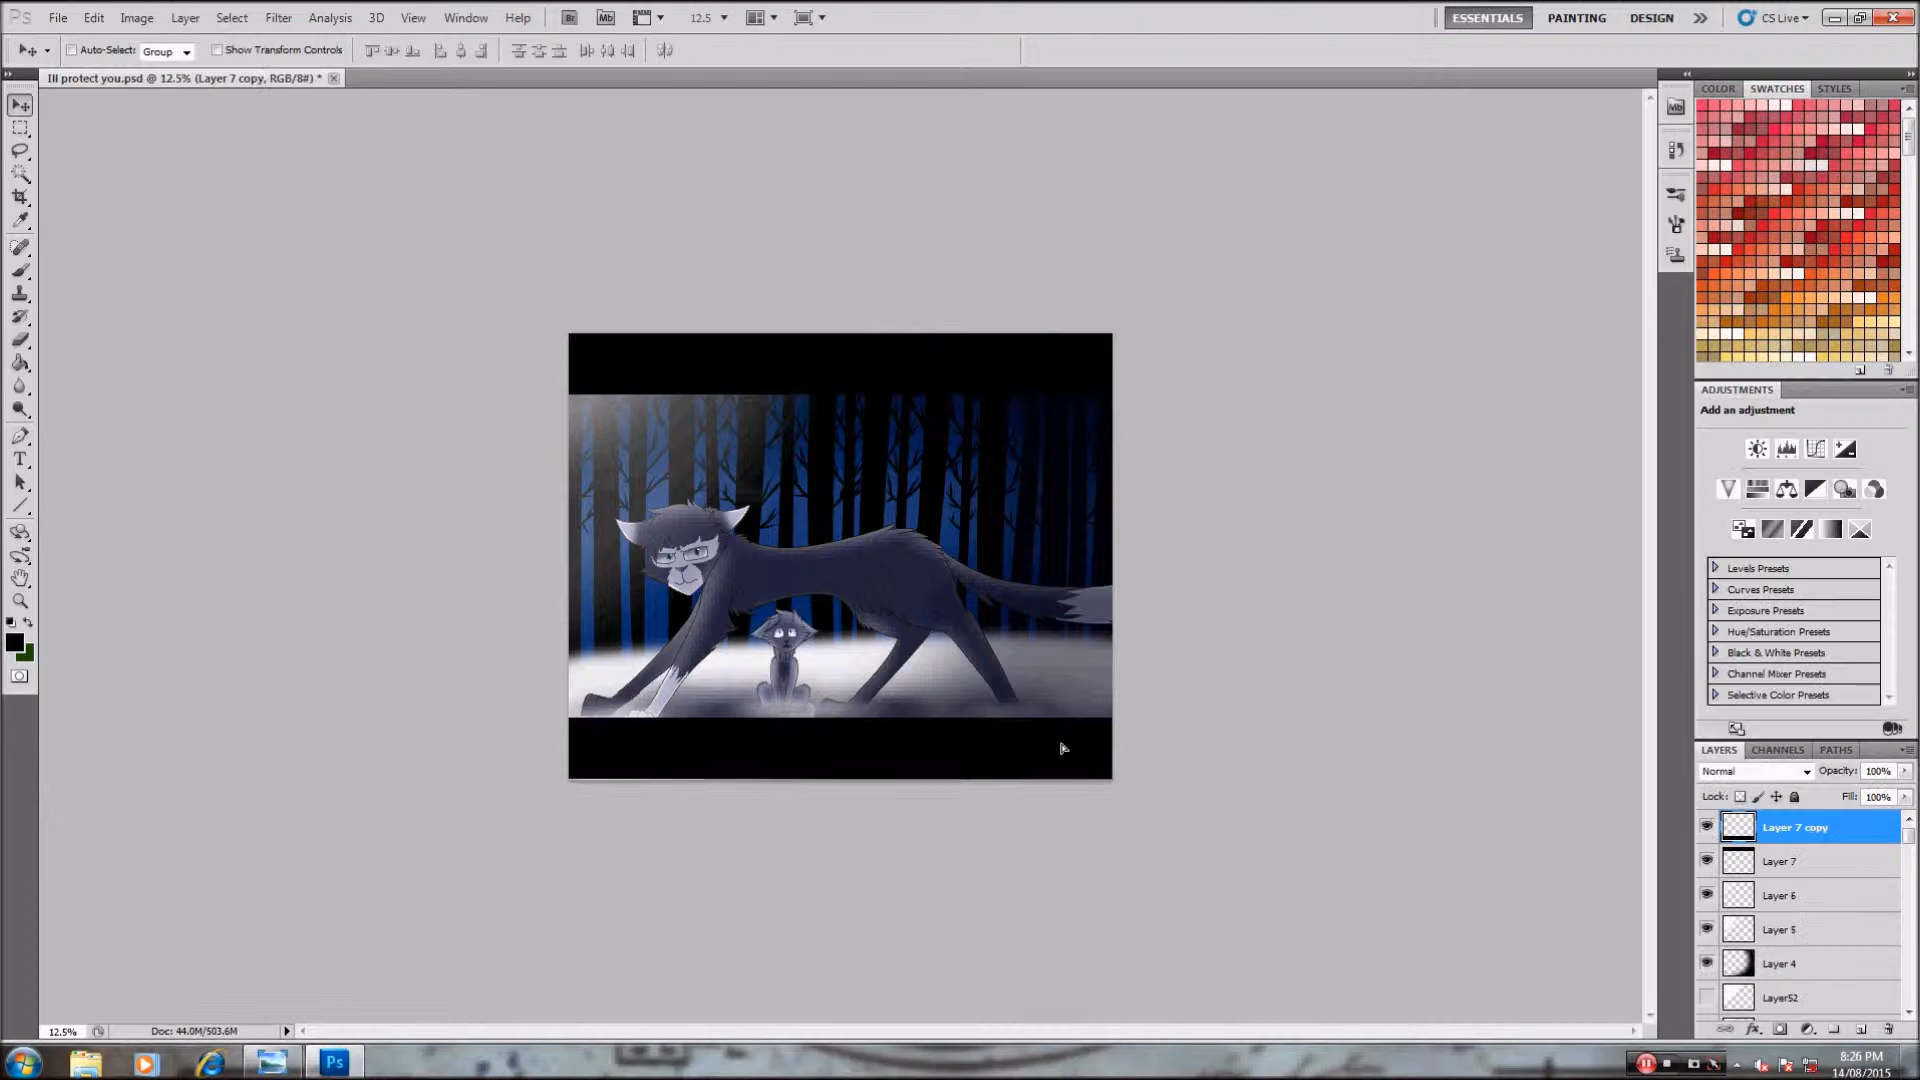 Ps File Edit Image Layer Select Filter Analysis 3D View Window Help Br Mb 12.5 ESSENTIALS PAINTING DESIGN CS Live
Auto-Select: Group Show Transform Controls
Ill protect you.psd @ 12.5% (Layer 7 copy, RGB/8#) *
COLOR SWATCHES STYLES
Mb
T
ADJUSTMENTS
Add an adjustment
Levels Presets
Curves Presets
Exposure Presets
Hue/Saturation Presets
Black & White Presets
Channel Mixer Presets
Selective Color Presets
LAYERS CHANNELS PATHS
Normal Opacity: 100%
Lock: Fill: 100%
Layer 7 copy
Layer 7
Layer 6
Layer 5
Layer 4
Layer52
fx
12.5% Doc: 44.0M/503.6M
Ps
8:26 PM
14/08/2015